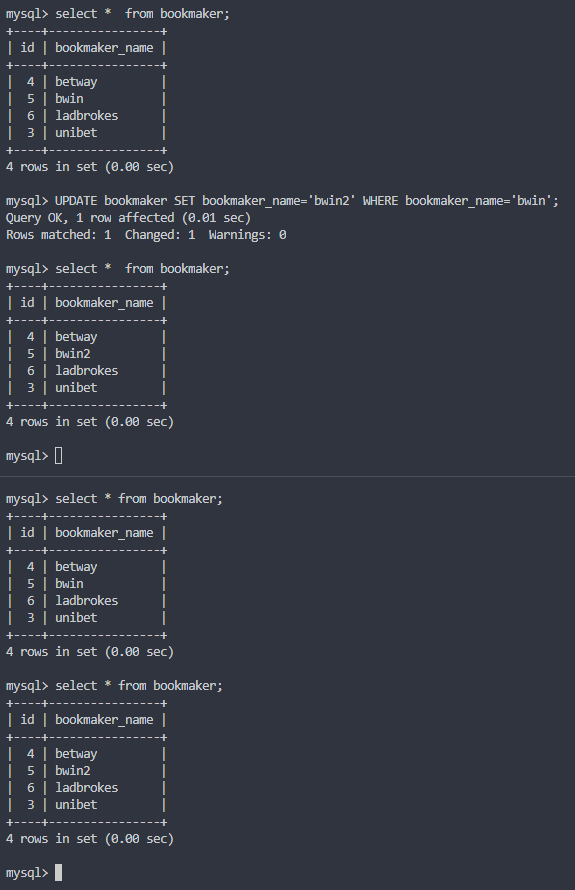 mysql> select *  from bookmaker;
+----+----------------+
| id | bookmaker_name |
+----+----------------+
|  4 | betway         |
|  5 | bwin           |
|  6 | ladbrokes      |
|  3 | unibet         |
+----+----------------+
4 rows in set (0.00 sec)

mysql> UPDATE bookmaker SET bookmaker_name='bwin2' WHERE bookmaker_name='bwin';
Query OK, 1 row affected (0.01 sec)
Rows matched: 1  Changed: 1  Warnings: 0

mysql> select *  from bookmaker;
+----+----------------+
| id | bookmaker_name |
+----+----------------+
|  4 | betway         |
|  5 | bwin2          |
|  6 | ladbrokes      |
|  3 | unibet         |
+----+----------------+
4 rows in set (0.00 sec)

mysql>

mysql> select * from bookmaker;
+----+----------------+
| id | bookmaker_name |
+----+----------------+
|  4 | betway         |
|  5 | bwin           |
|  6 | ladbrokes      |
|  3 | unibet         |
+----+----------------+
4 rows in set (0.00 sec)

mysql> select * from bookmaker;
+----+----------------+
| id | bookmaker_name |
+----+----------------+
|  4 | betway         |
|  5 | bwin2          |
|  6 | ladbrokes      |
|  3 | unibet         |
+----+----------------+
4 rows in set (0.00 sec)

mysql>